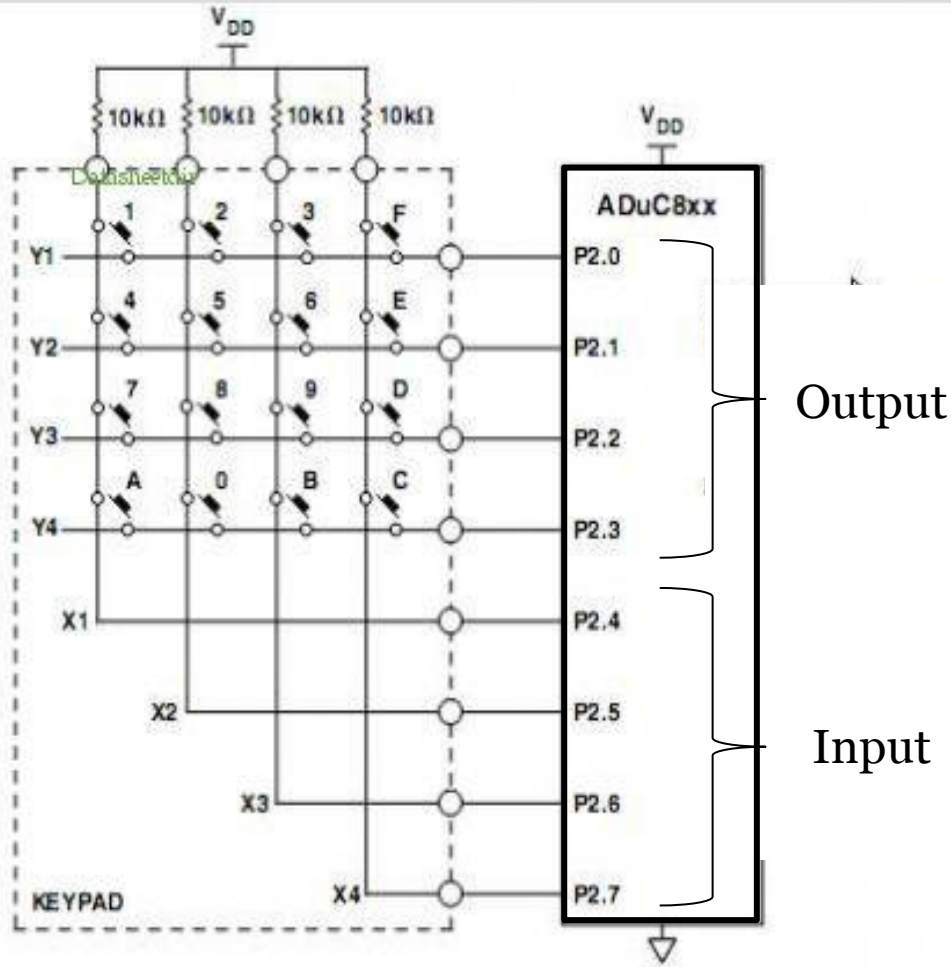 VDD
10kΩ 10kΩ 10kΩ 10kΩ
VDD
ADuC8xx
1 2 3 F
Y1
P2.0
4 5 6 E
Y2
P2.1
7 8 9 D
Output
Y3
P2.2
A 0 B C
Y4
P2.3
X1
P2.4
X2
P2.5
Input
X3
P2.6
X4
P2.7
KEYPAD